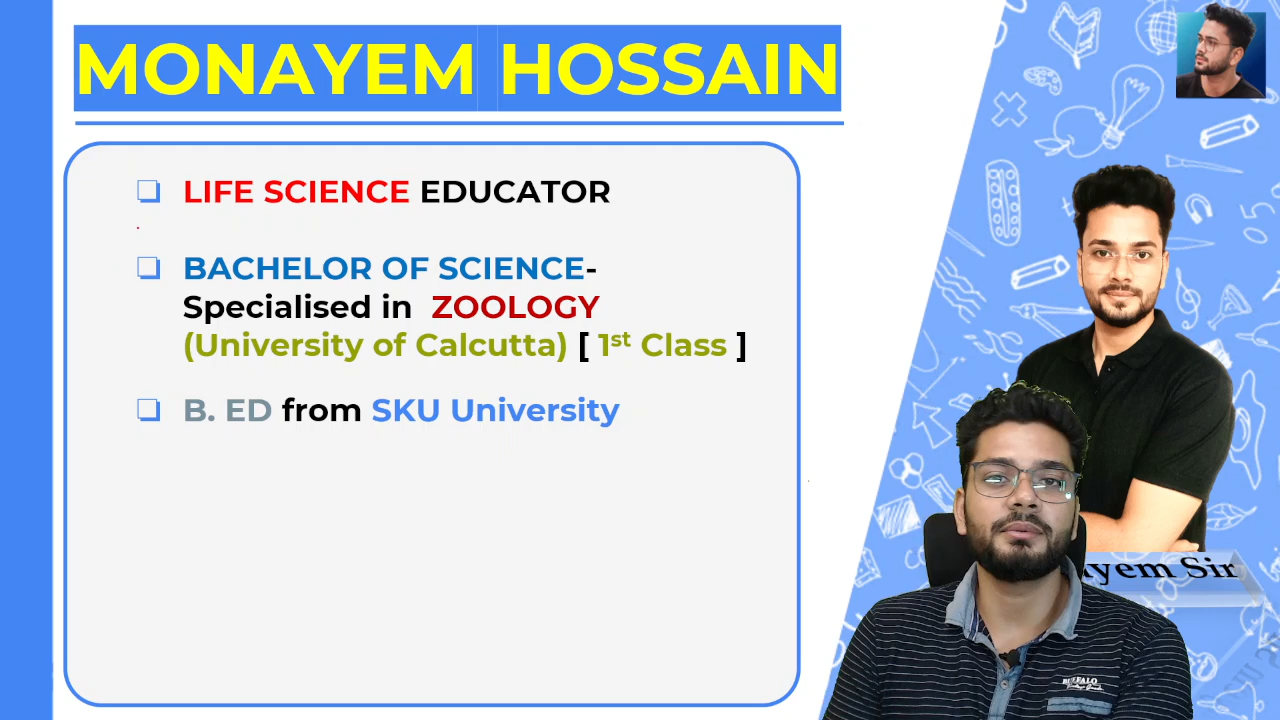 MONAYEM HOSSAIN
LIFE SCIENCE EDUCATOR
BACHELOR OF SCIENCE-
Specialised in ZOOLOGY
(University of Calcutta) [ 1st Class ]
B. ED from SKU University
Sir
BUFFALO